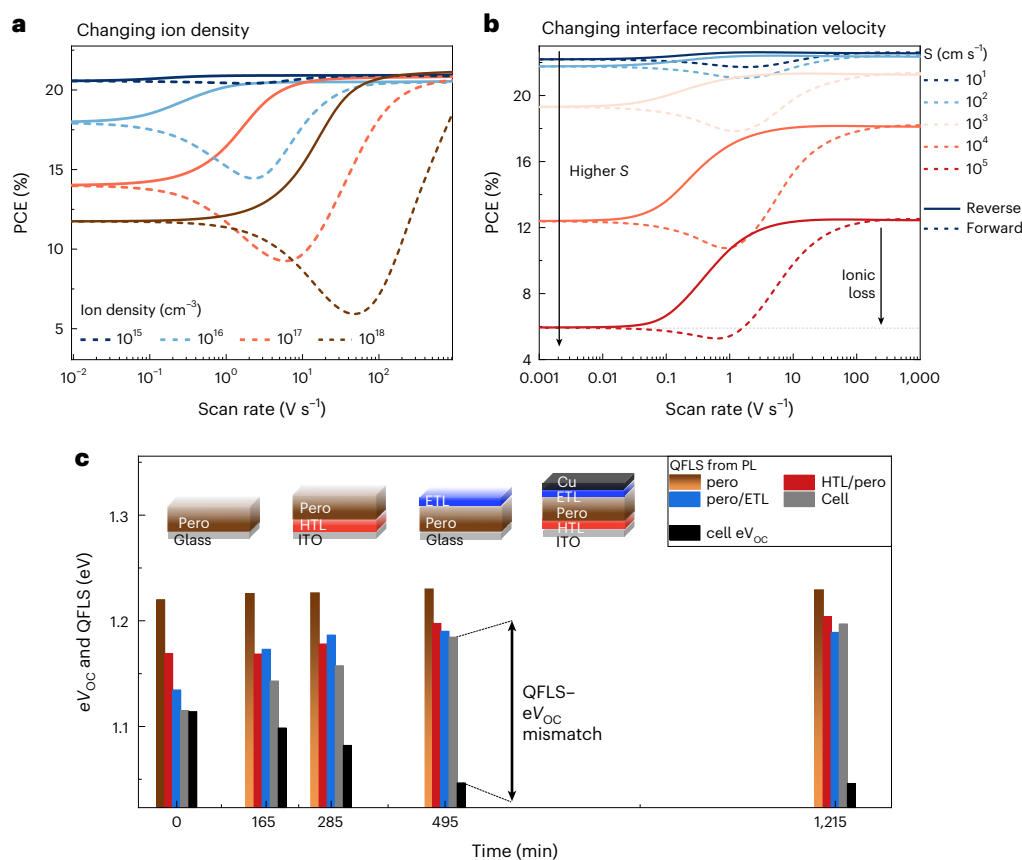 a
Changing ion density
PCE (%)
20
15
10
5
Ion density (cm⁻³)
10¹⁵
10¹⁶
10¹⁷
10¹⁸
10⁻²
10⁻¹
10⁰
10¹
10²
Scan rate (V s⁻¹)
b
Changing interface recombination velocity
PCE (%)
20
16
12
8
4
Higher S
Ionic
loss
S (cm s⁻¹)
10¹
10²
10³
10⁴
10⁵
Reverse
Forward
0.001
0.01
0.1
1
10
100
1,000
Scan rate (V s⁻¹)
c
eV_OC and QFLS (eV)
1.3
1.2
1.1
Pero
Glass
Pero
HTL
ITO
ETL
Pero
Glass
Cu
ETL
Pero
HTL
ITO
QFLS from PL
pero
HTL/pero
pero/ETL
Cell
cell eV_OC
QFLS–
eV_OC
mismatch
0
165
285
495
1,215
Time (min)